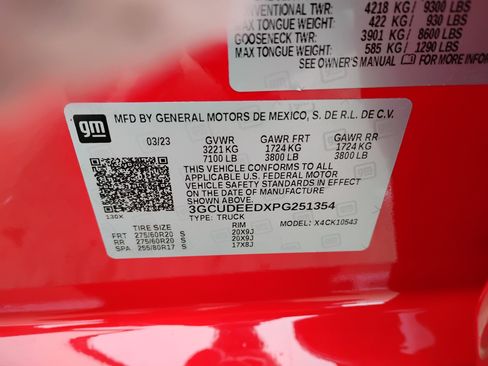 CONVENTIONAL TWR: 4218 KG / 9300 LBS
MAX TONGUE WEIGHT: 422 KG / 930 LBS
GOOSENECK TWR: 3901 KG / 8600 LBS
MAX TONGUE WEIGHT: 585 KG / 1290 LBS
SEE OWNER'S MANUAL FOR MORE INFOR
gm
MFD BY GENERAL MOTORS DE MEXICO, S. DE R.L. DE C.V.
03/23 GVWR GAWR FRT GAWR RR
3221 KG 1724 KG 1724 KG
7100 LB 3800 LB 3800 LB
THIS VEHICLE CONFORMS TO ALL
APPLICABLE U.S. FEDERAL MOTOR
VEHICLE SAFETY STANDARDS IN
EFFECT ON THE DATE OF
MANUFACTURE SHOWN ABOVE.
3GCUDEEDXPG251354
130X TYPE: TRUCK
TIRE SIZE RIM MODEL: X4CK10543
FRT 275/60R20 S 20X9J
RR 275/60R20 S 20X9J
SPA 255/80R17 S 17X8J